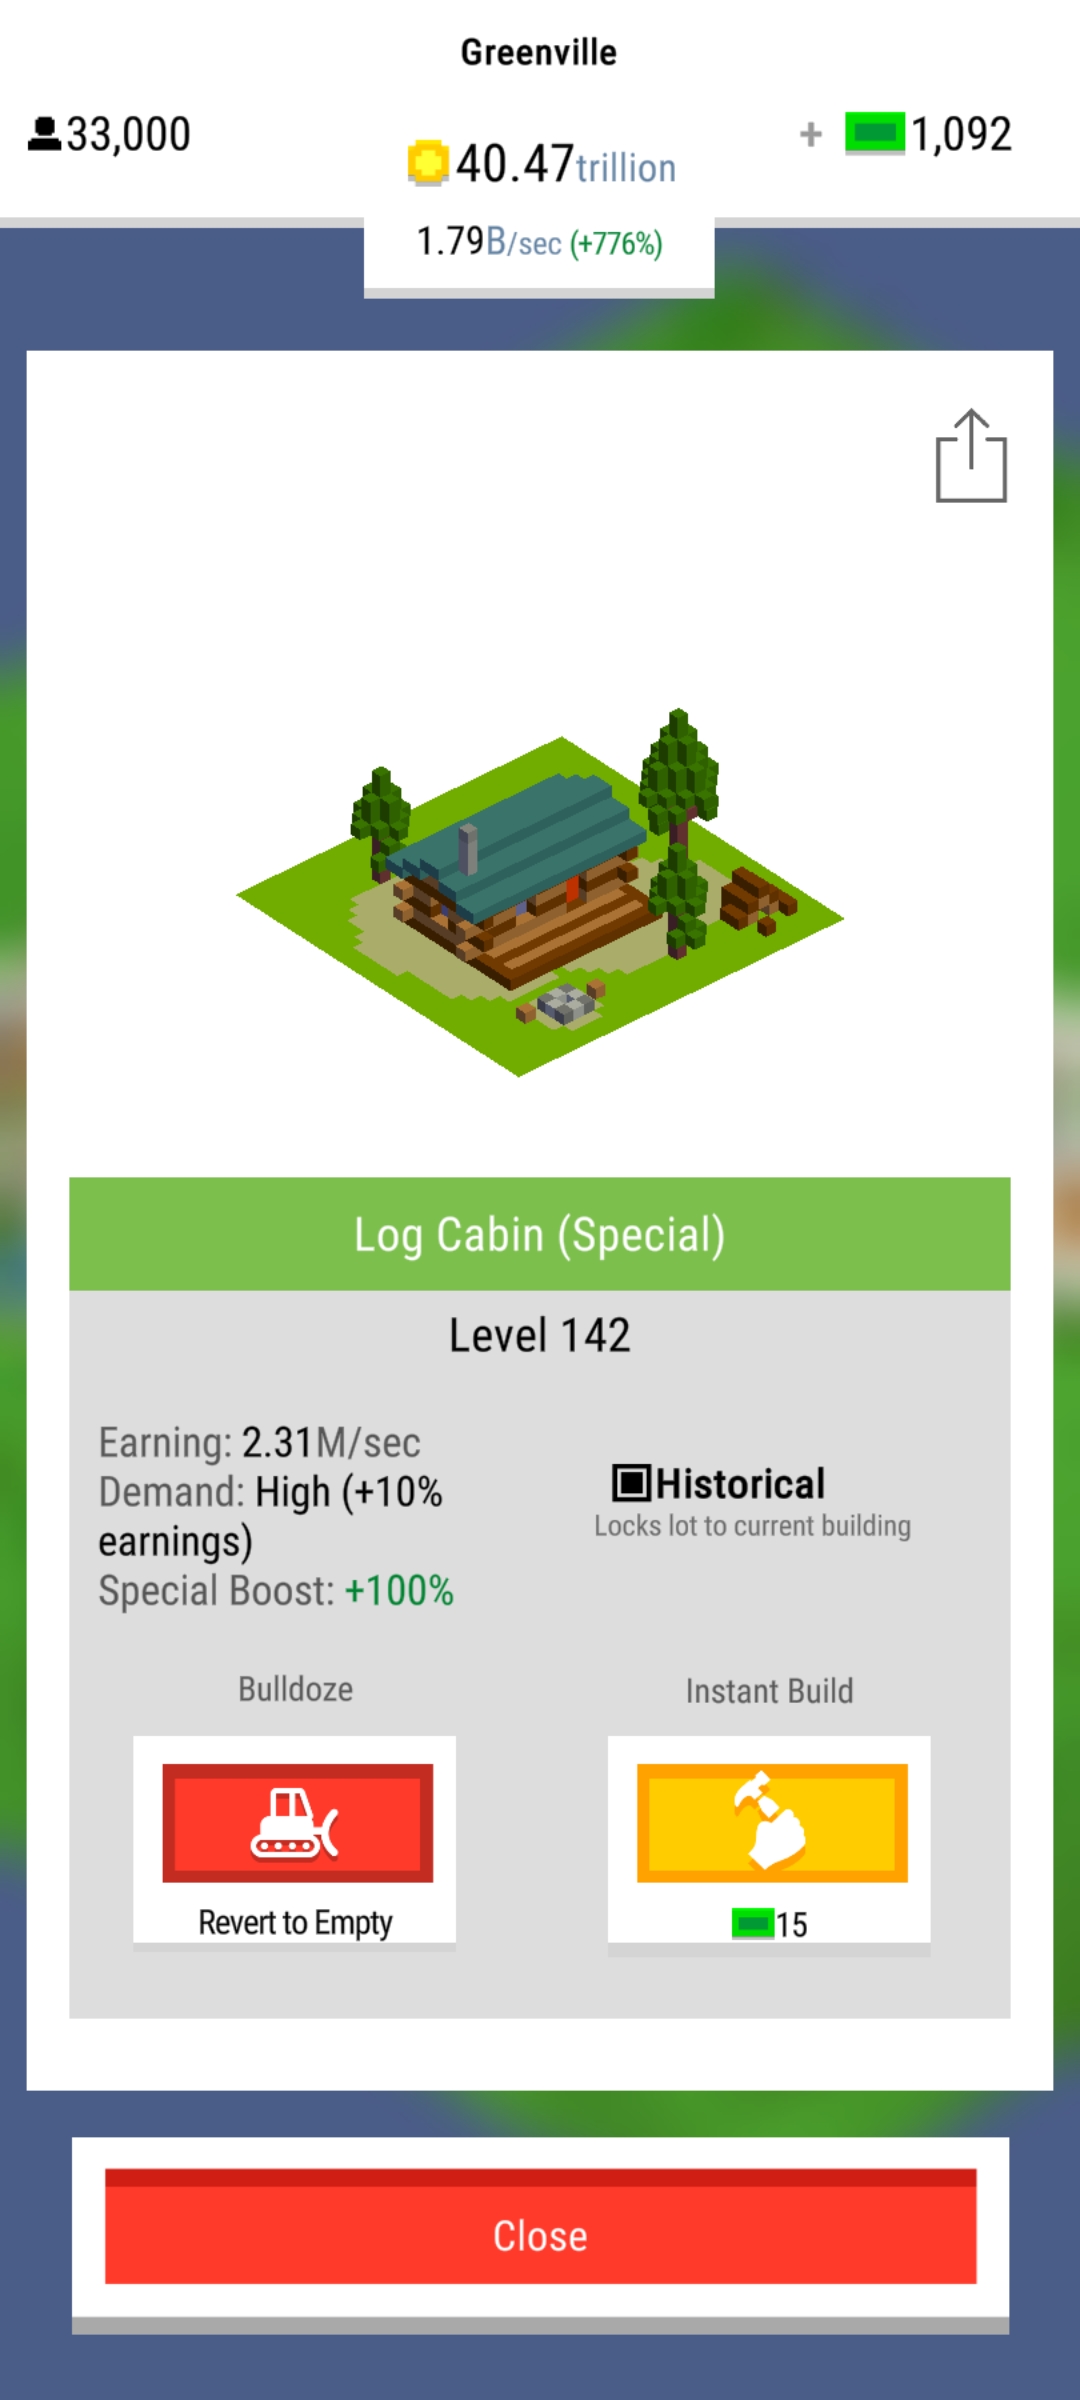 Greenville
33,000
40.47trillion
+ 1,092
1.79B/sec (+776%)
Log Cabin (Special)
Level 142
Earning: 2.31M/sec
Demand: High (+10%
earnings)
Special Boost: +100%
Historical
Locks lot to current building
Bulldoze
Revert to Empty
Instant Build
15
Close